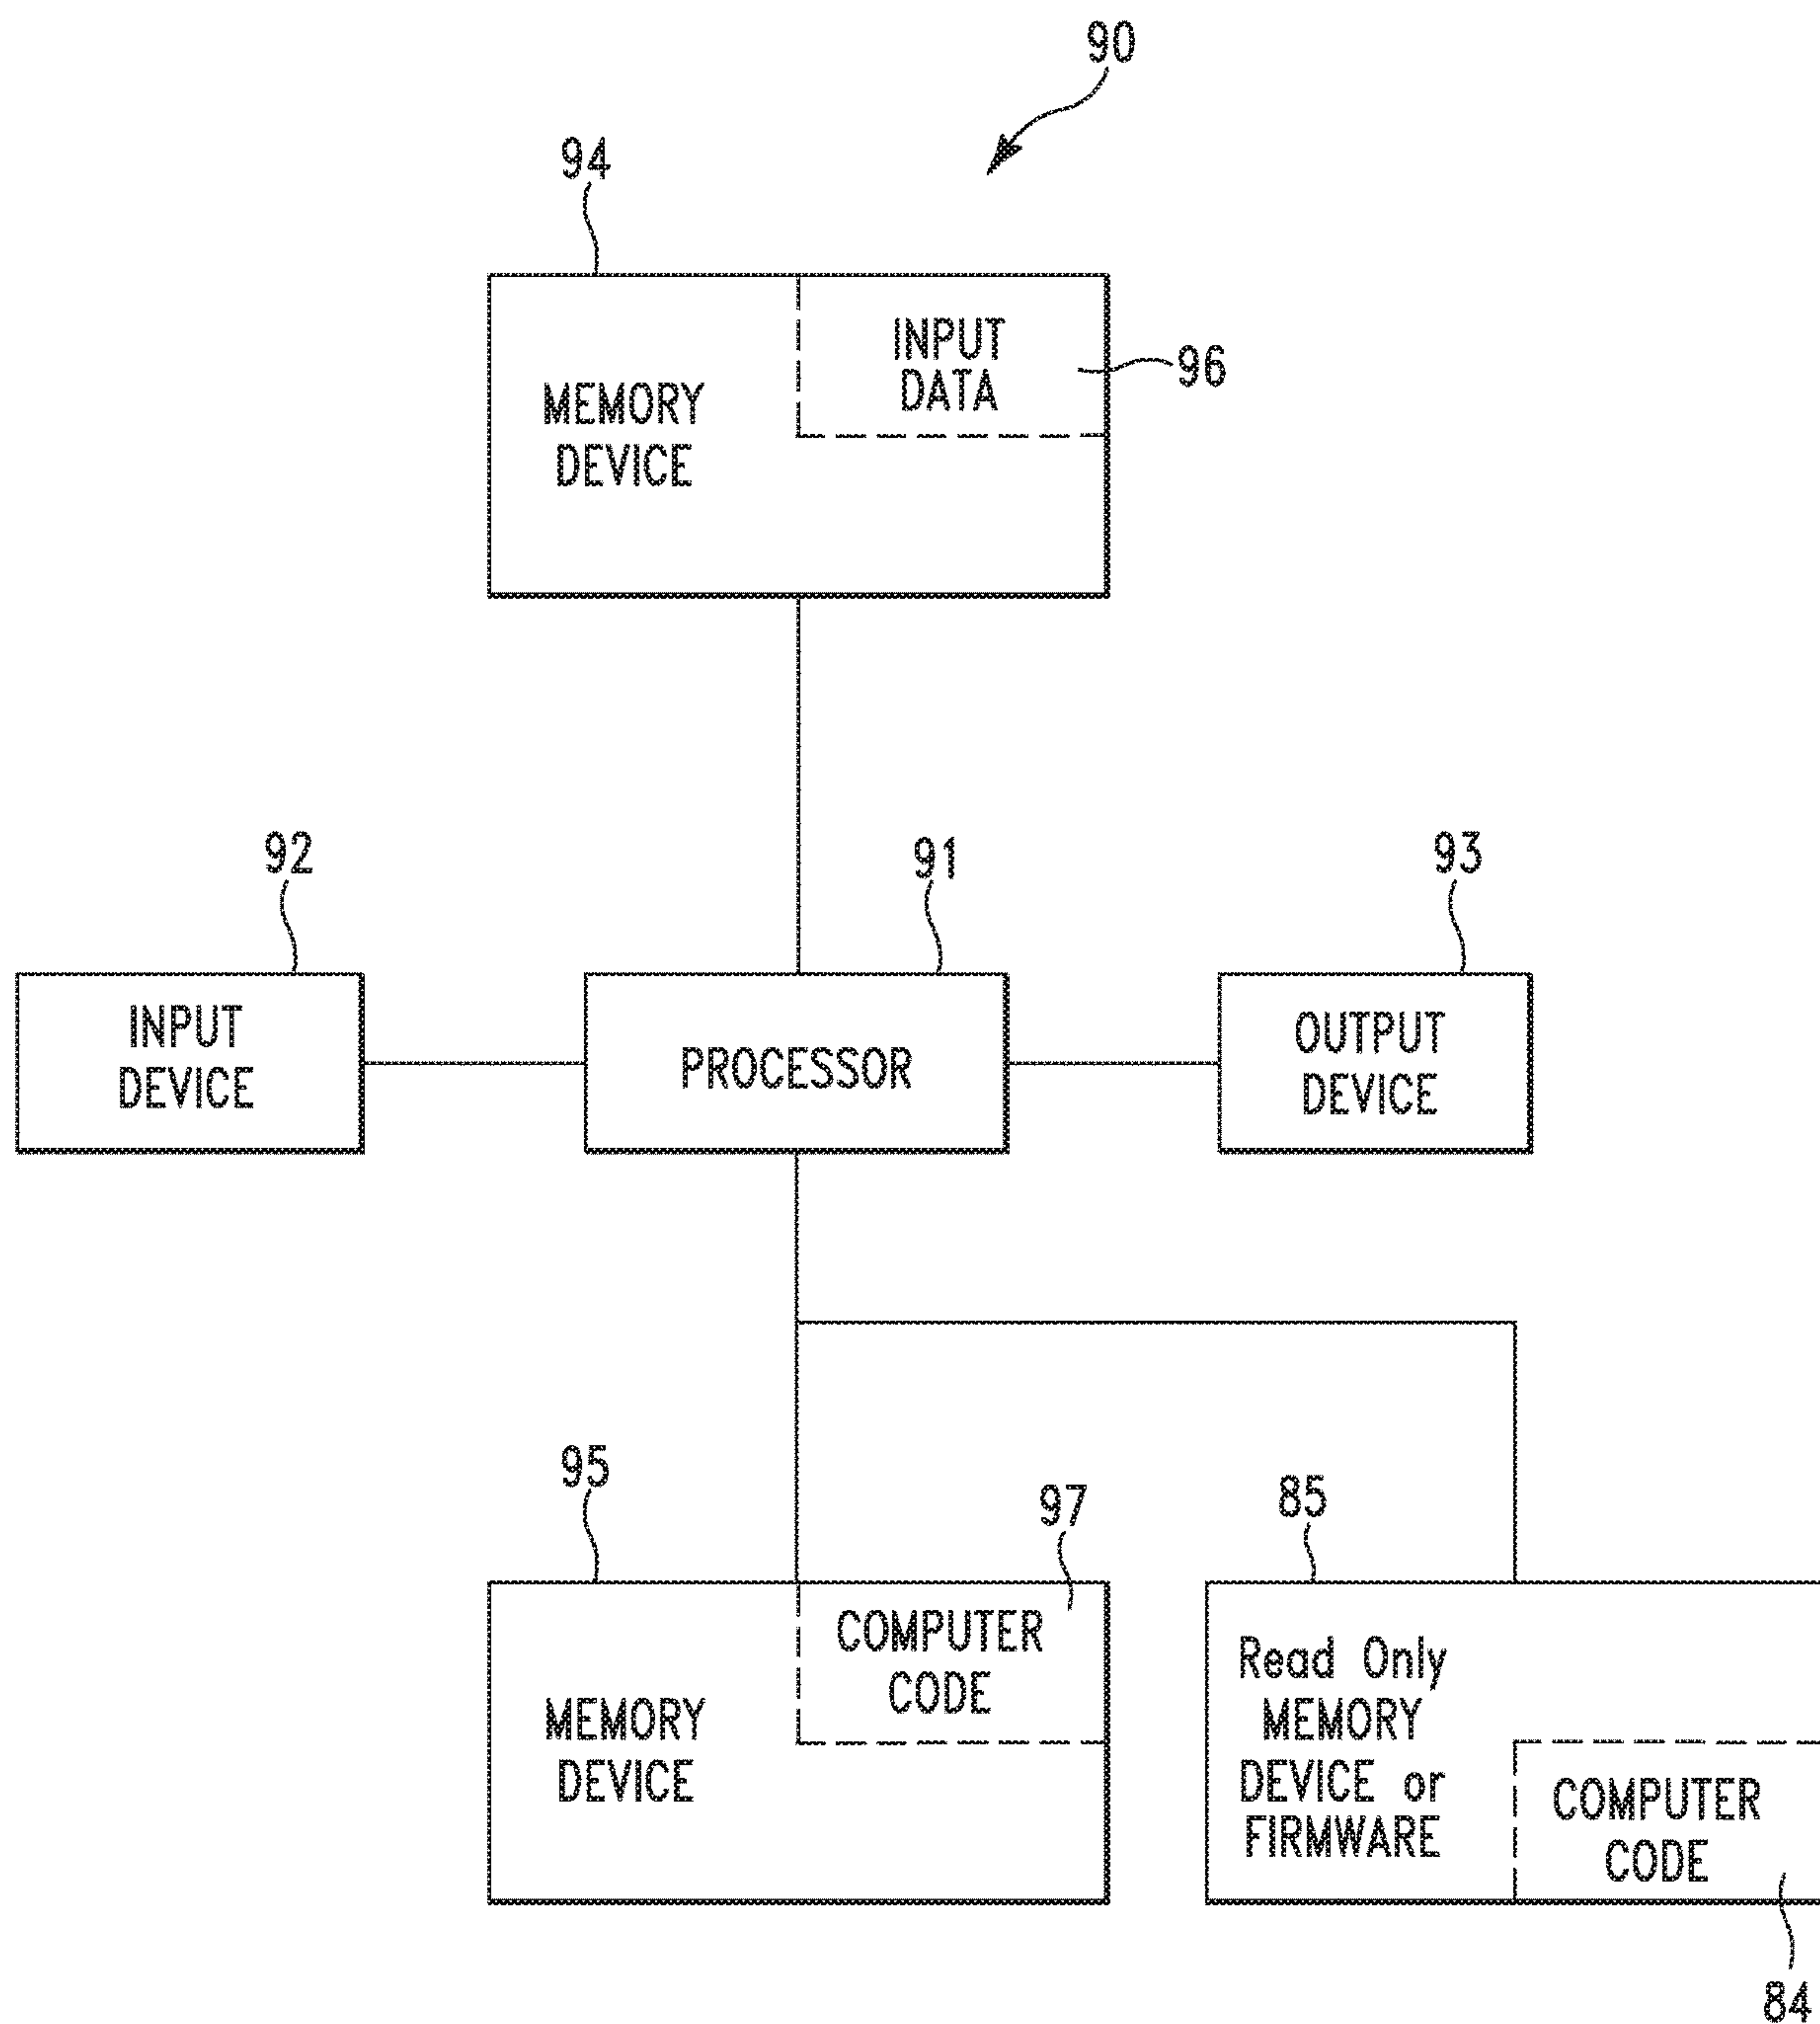 90
94
INPUT
DATA
96
MEMORY
DEVICE
92
91
93
INPUT
DEVICE
PROCESSOR
OUTPUT
DEVICE
95
97
85
COMPUTER
CODE
MEMORY
DEVICE
Read Only
MEMORY
DEVICE or
FIRMWARE
COMPUTER
CODE
84